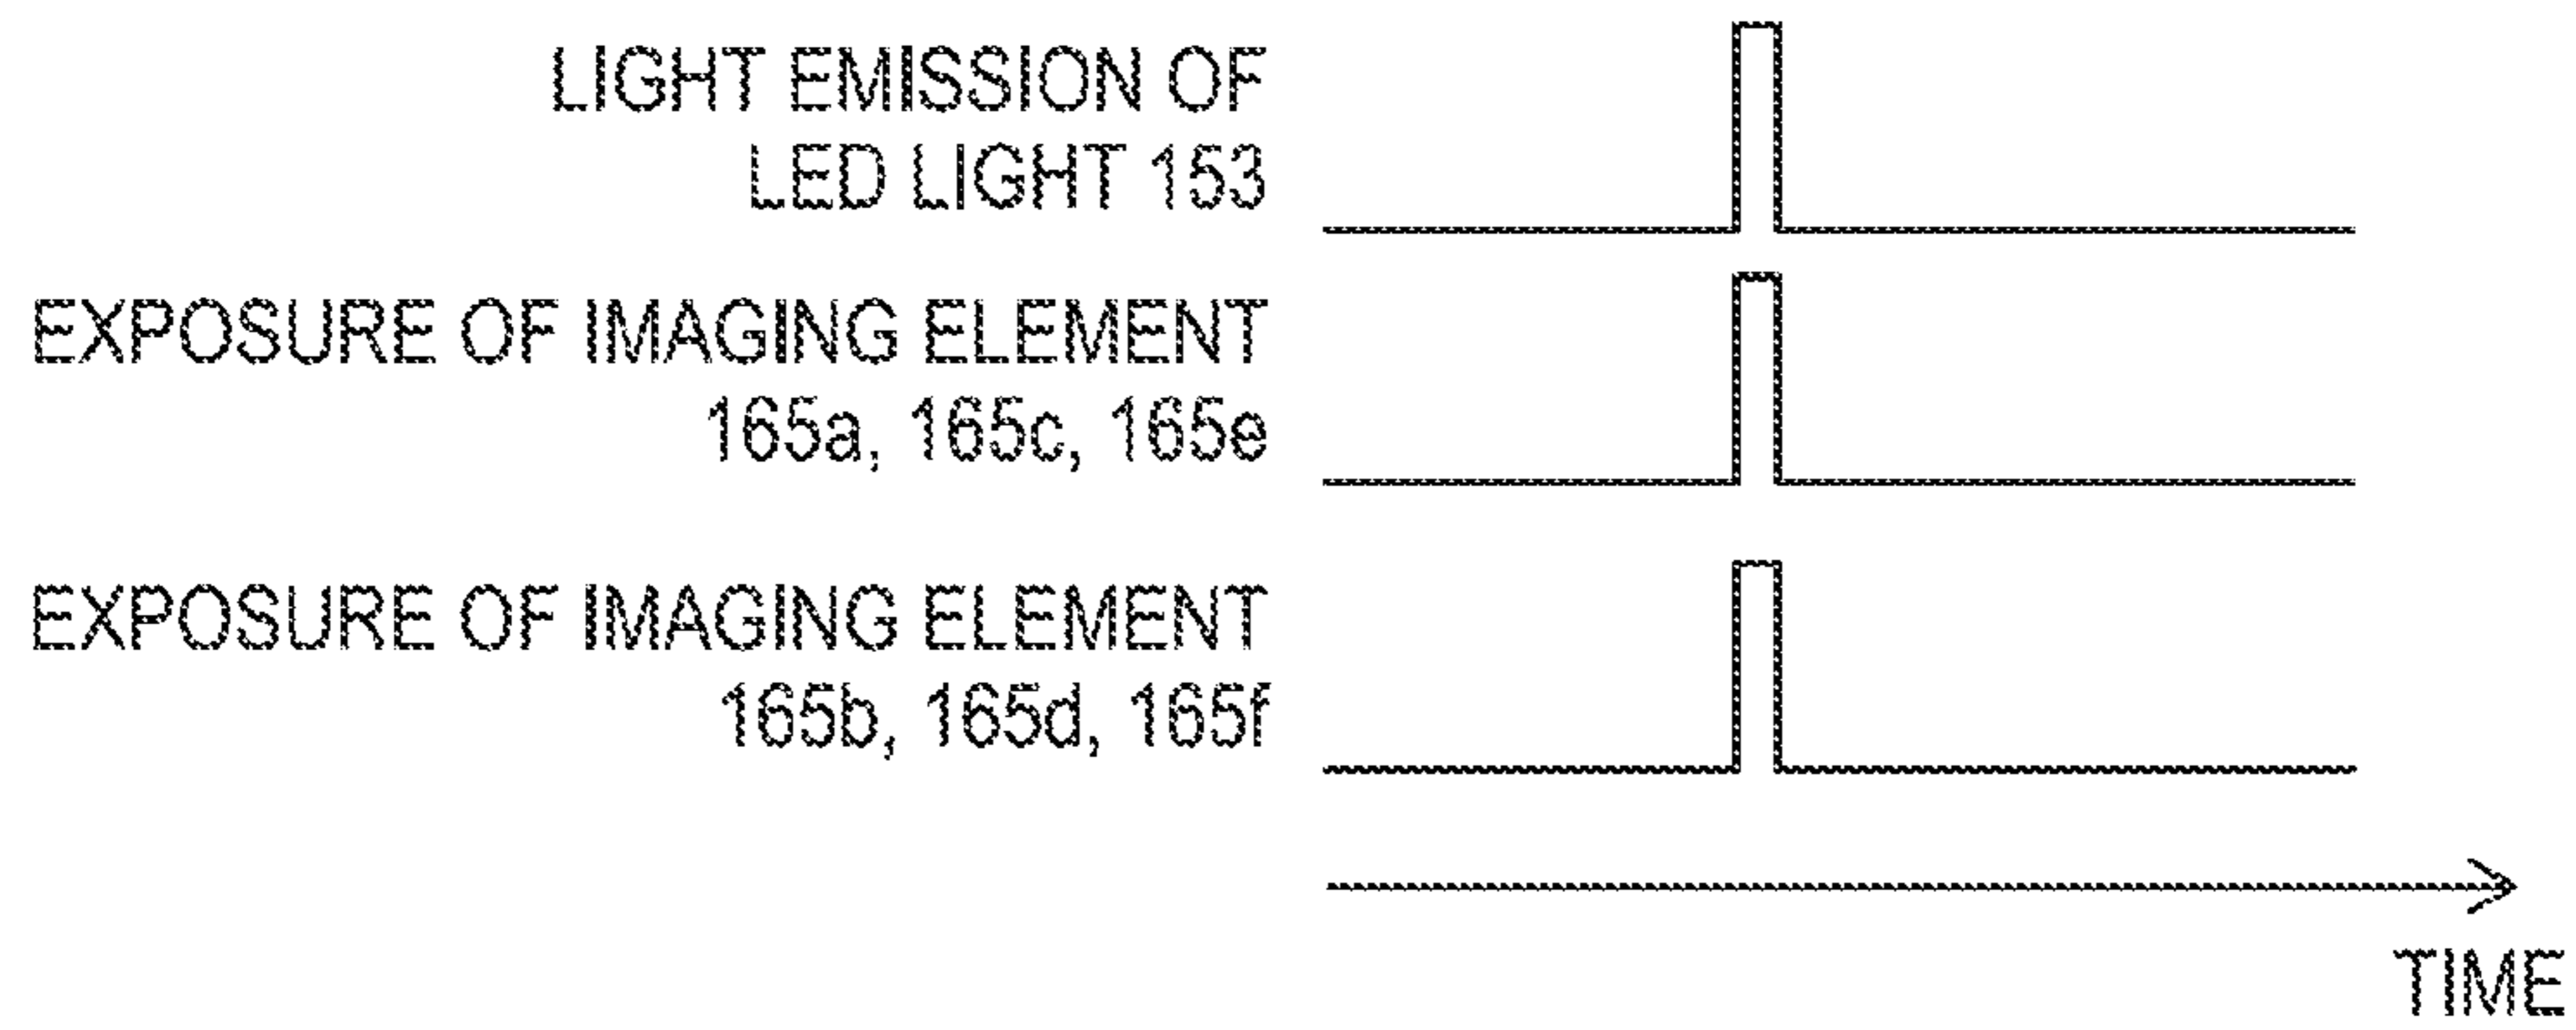 LIGHT EMISSION OF
LED LIGHT 153
EXPOSURE OF IMAGING ELEMENT
165a, 165c, 165e
EXPOSURE OF IMAGING ELEMENT
165b, 165d, 165f
TIME